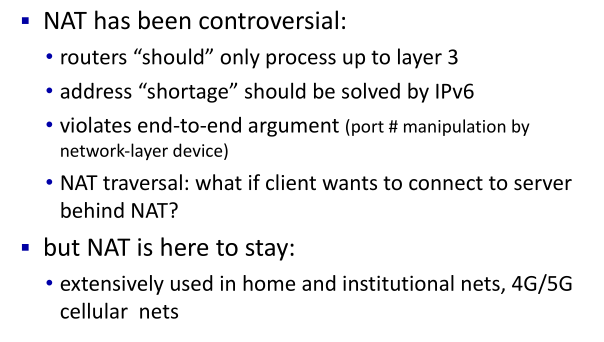 ▪ NAT has been controversial:
• routers “should” only process up to layer 3
• address “shortage” should be solved by IPv6
• violates end-to-end argument (port # manipulation by
network-layer device)
• NAT traversal: what if client wants to connect to server
behind NAT?
▪ but NAT is here to stay:
• extensively used in home and institutional nets, 4G/5G
cellular nets